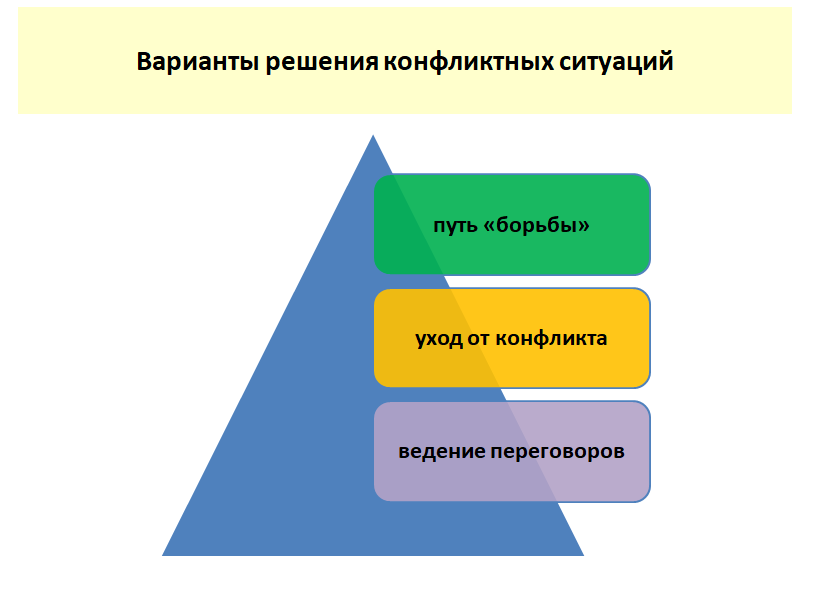 Варианты решения конфликтных ситуаций
путь «борьбы»
уход от конфликта
ведение переговоров